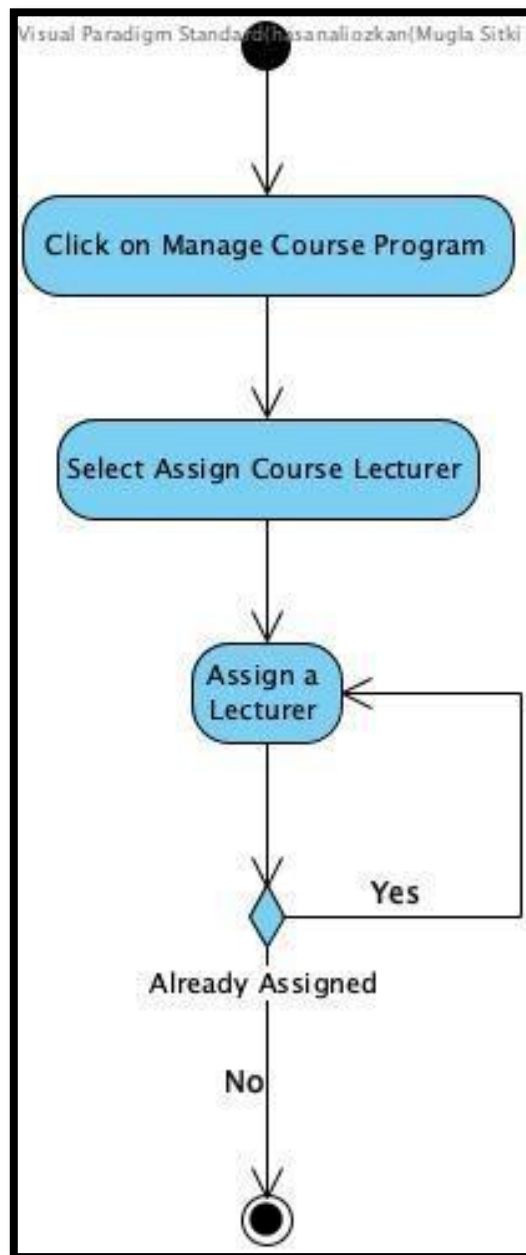 Visual Paradigm Standard(hasanaliozkan(Mugla Sitki
Click on Manage Course Program
Select Assign Course Lecturer
Assign a
Lecturer
Yes
Already Assigned
No